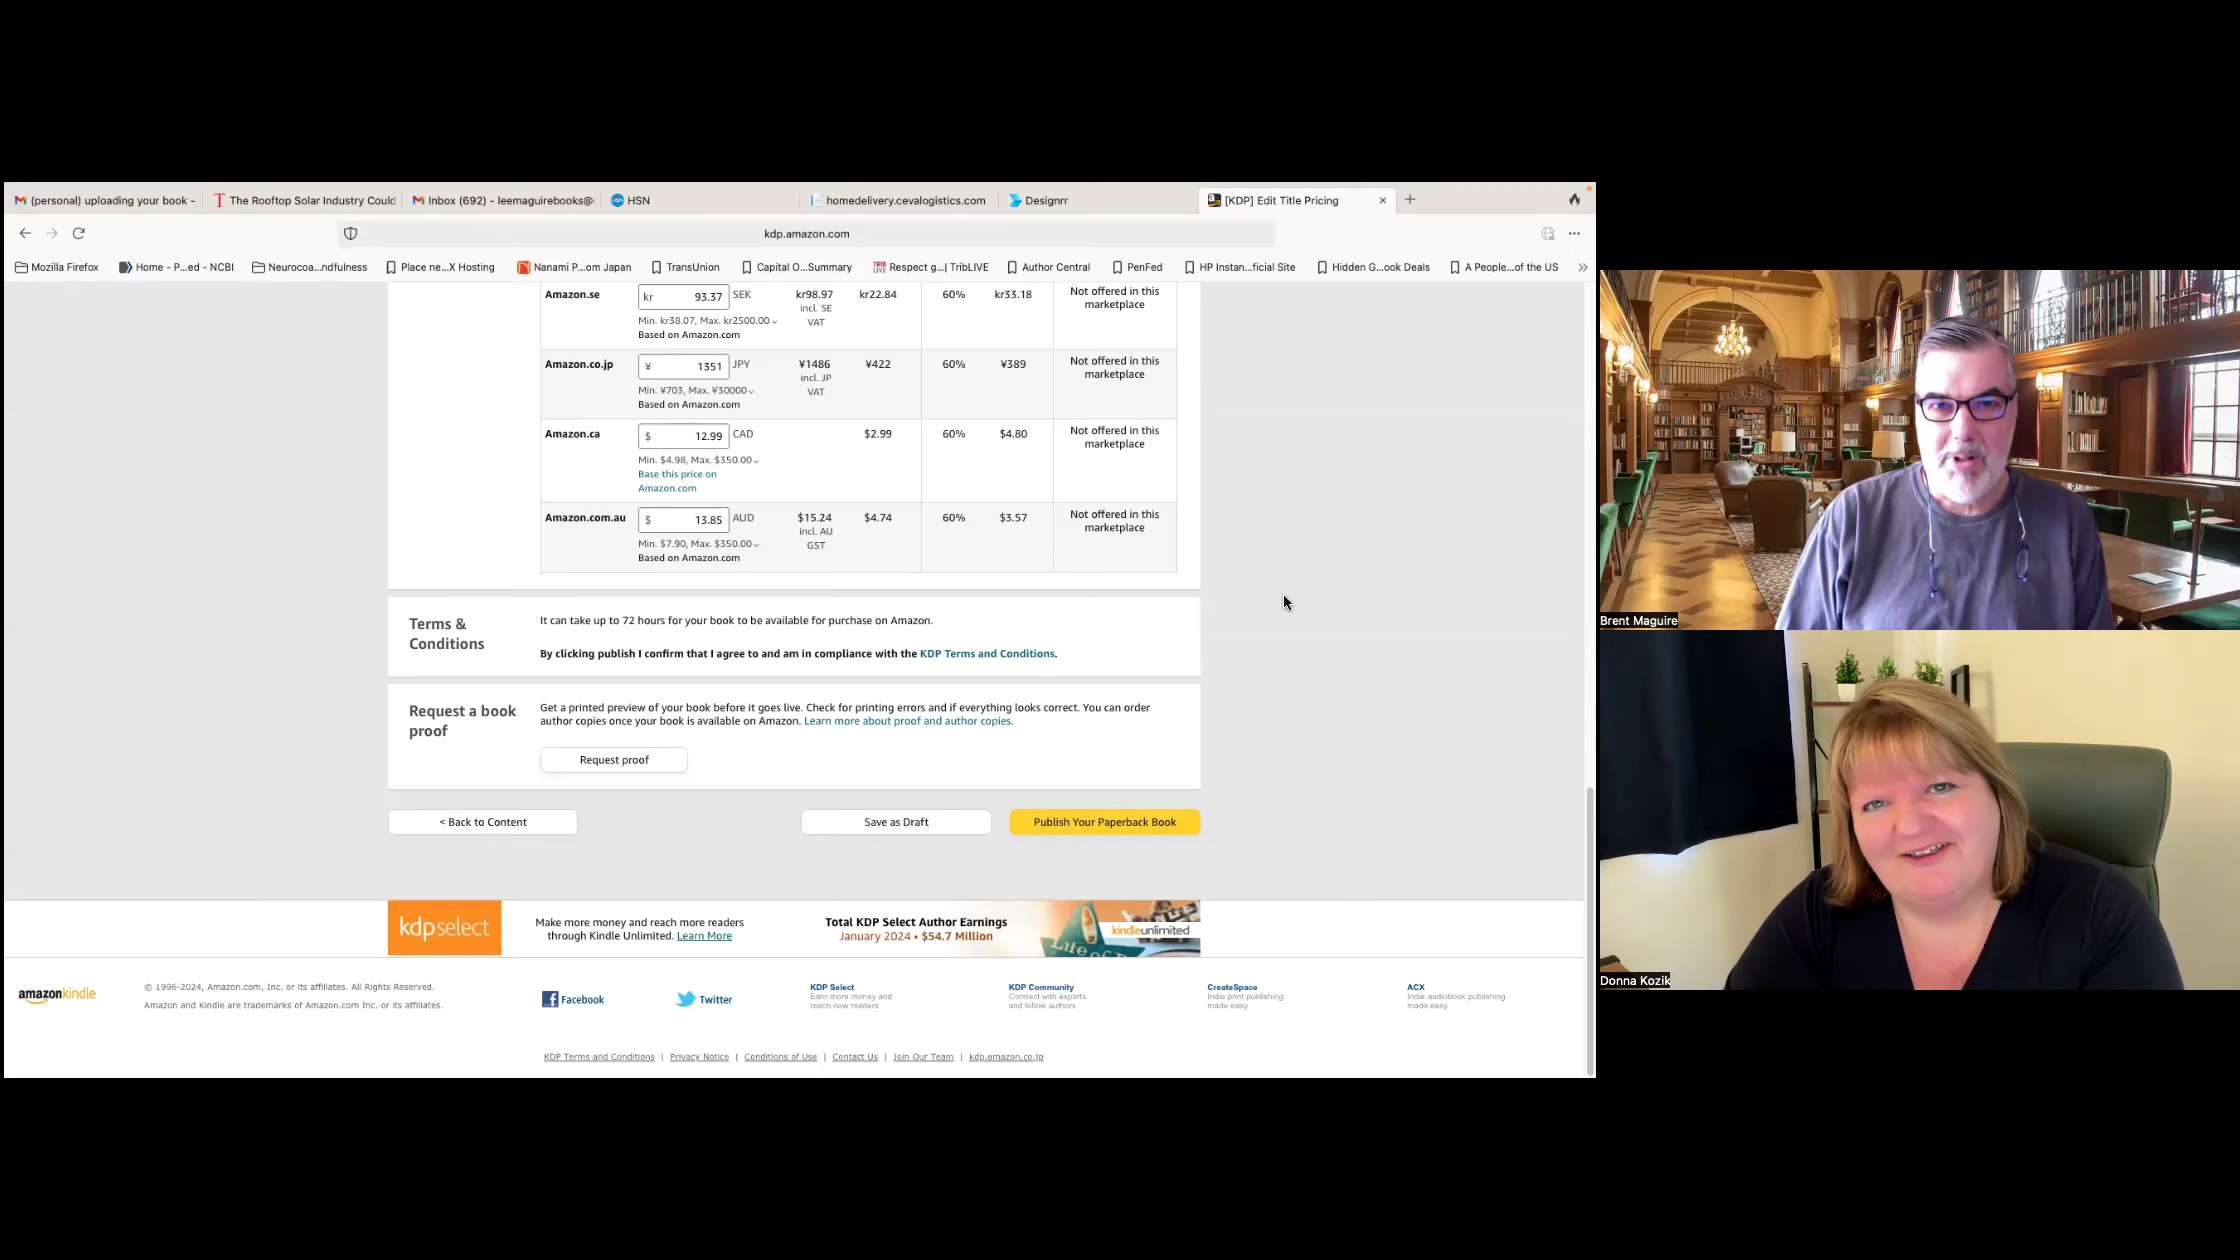 (personal) uploading your book -
The Rooftop Solar Industry Could
Inbox (692) - leemaguirebooks@
HSN
homedelivery.cevalogistics.com
Designrr
[KDP] Edit Title Pricing
kdp.amazon.com
Mozilla Firefox
Home - P...ed - NCBI
Neurocoa...ndfulness
Place ne...X Hosting
Nanami P...om Japan
TransUnion
Capital O...Summary
TRIB LIVE
Respect g...| TribLIVE
Author Central
PenFed
HP Instan...ficial Site
Hidden G...ook Deals
A People...of the US
Amazon.se kr 93.37 SEK kr98.97 kr22.84 60% kr33.18 Not offered in this
incl. SE marketplace
Min. kr38.07, Max. kr2500.00 VAT
Based on Amazon.com
Amazon.co.jp ¥ 1351 JPY ¥1486 ¥422 60% ¥389 Not offered in this
incl. JP marketplace
Min. ¥703, Max. ¥30000 VAT
Based on Amazon.com
Amazon.ca $ 12.99 CAD $2.99 60% $4.80 Not offered in this
marketplace
Min. $4.98, Max. $350.00
Base this price on
Amazon.com
Amazon.com.au $ 13.85 AUD $15.24 $4.74 60% $3.57 Not offered in this
incl. AU marketplace
Min. $7.90, Max. $350.00 GST
Based on Amazon.com
Terms &
Conditions
It can take up to 72 hours for your book to be available for purchase on Amazon.
By clicking publish I confirm that I agree to and am in compliance with the KDP Terms and Conditions.
Request a book
proof
Get a printed preview of your book before it goes live. Check for printing errors and if everything looks correct. You can order
author copies once your book is available on Amazon. Learn more about proof and author copies.
Request proof
< Back to Content
Save as Draft
Publish Your Paperback Book
kdpselect
Make more money and reach more readers
through Kindle Unlimited. Learn More
Total KDP Select Author Earnings
January 2024 • $54.7 Million
Life of
kindleunlimited
amazonkindle
© 1996-2024, Amazon.com, Inc. or its affiliates. All Rights Reserved.
Amazon and Kindle are trademarks of Amazon.com Inc. or its affiliates.
Facebook
Twitter
KDP Select
Earn more money and
reach new readers
KDP Community
Connect with experts
and fellow authors
CreateSpace
Indie print publishing
made easy
ACX
Indie audiobook publishing
made easy
KDP Terms and Conditions | Privacy Notice | Conditions of Use | Contact Us | Join Our Team | kdp.amazon.co.jp
Brent Maguire
Donna Kozik